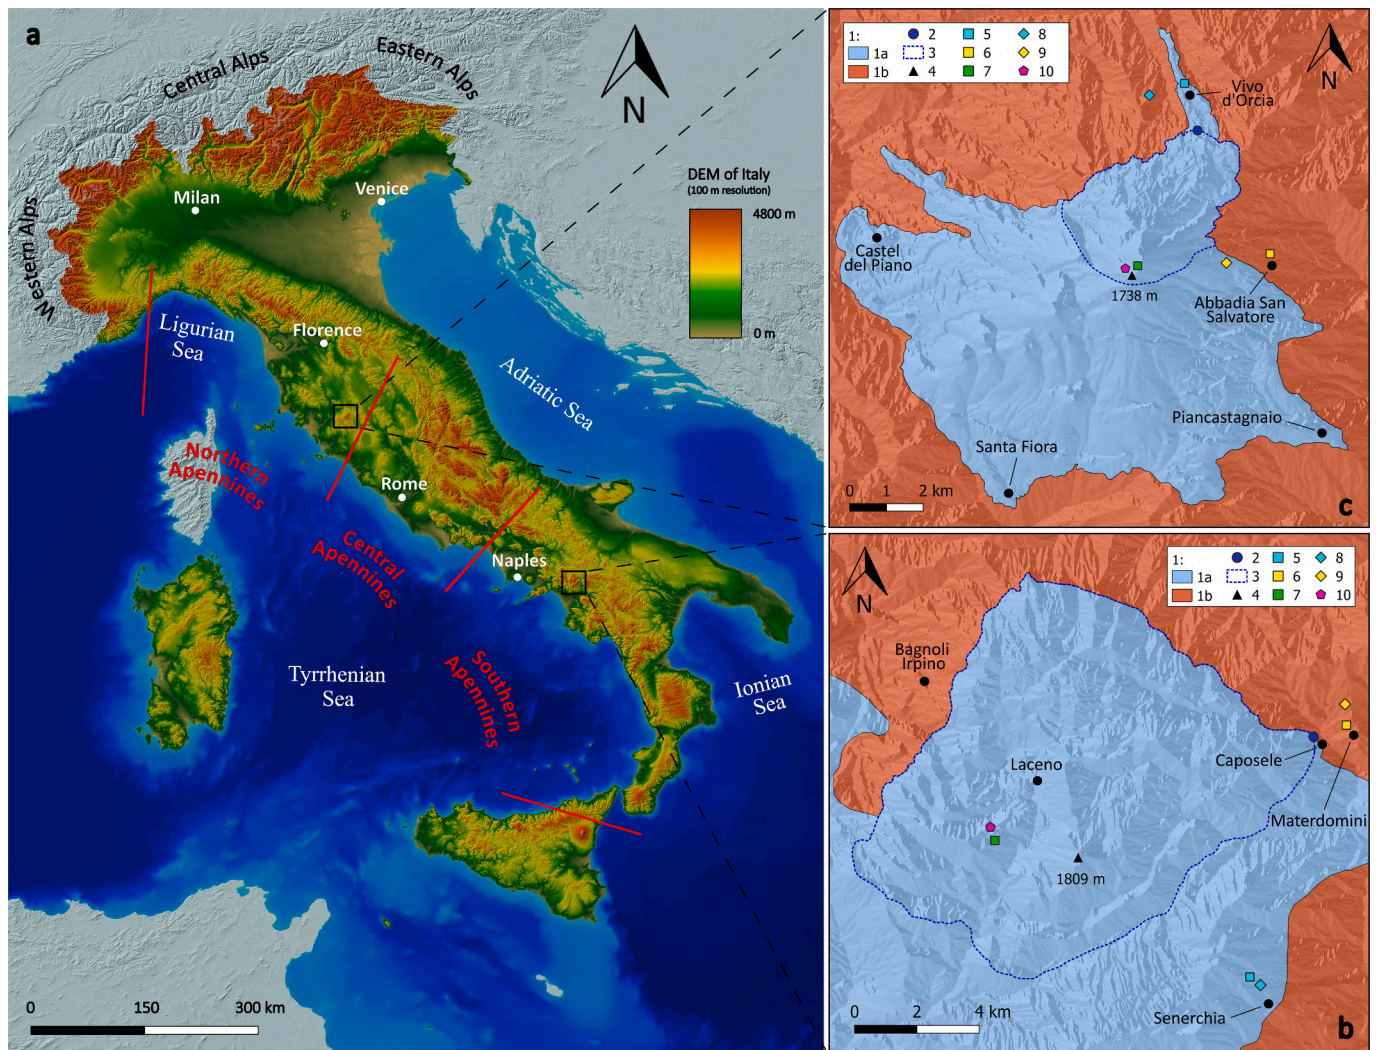 a
Central Alps
Eastern Alps
Western Alps
N
DEM of Italy
(100 m resolution)
4800 m
0 m
Milan
Venice
Ligurian
Sea
Florence
Adriatic Sea
Northern
Apennines
Rome
Central
Apennines
Naples
Tyrrhenian
Sea
Southern
Apennines
Ionian
Sea
0 150 300 km
1: 2 5 8
1a 3 6 9
1b 4 7 10
N
Vivo
d'Orcia
Castel
del Piano
1738 m
Abbadia San
Salvatore
Piancastagnaio
Santa Fiora
0 1 2 km
c
N
1: 2 5 8
1a 3 6 9
1b 4 7 10
Bagnoli
Irpino
Laceno
Caposele
Materdomini
1809 m
Senerchia
0 2 4 km
b